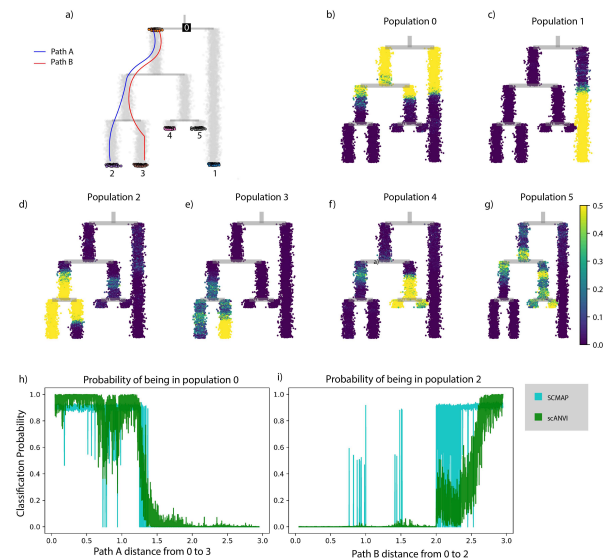 a)
b)
Population 0
c)
Population 1
0
Path A
Path B
4
5
2
3
1
d)
Population 2
e)
Population 3
f)
Population 4
g)
Population 5
0.5
0.4
0.3
0.2
0.1
0.0
h)
Probability of being in population 0
i)
Probability of being in population 2
SCMAP
scANVI
Classification Probability
1.0
0.8
0.6
0.4
0.2
0.0
0.0 0.5 1.0 1.5 2.0 2.5 3.0
Path A distance from 0 to 3
1.0
0.8
0.6
0.4
0.2
0.0
0.0 0.5 1.0 1.5 2.0 2.5 3.0
Path B distance from 0 to 2